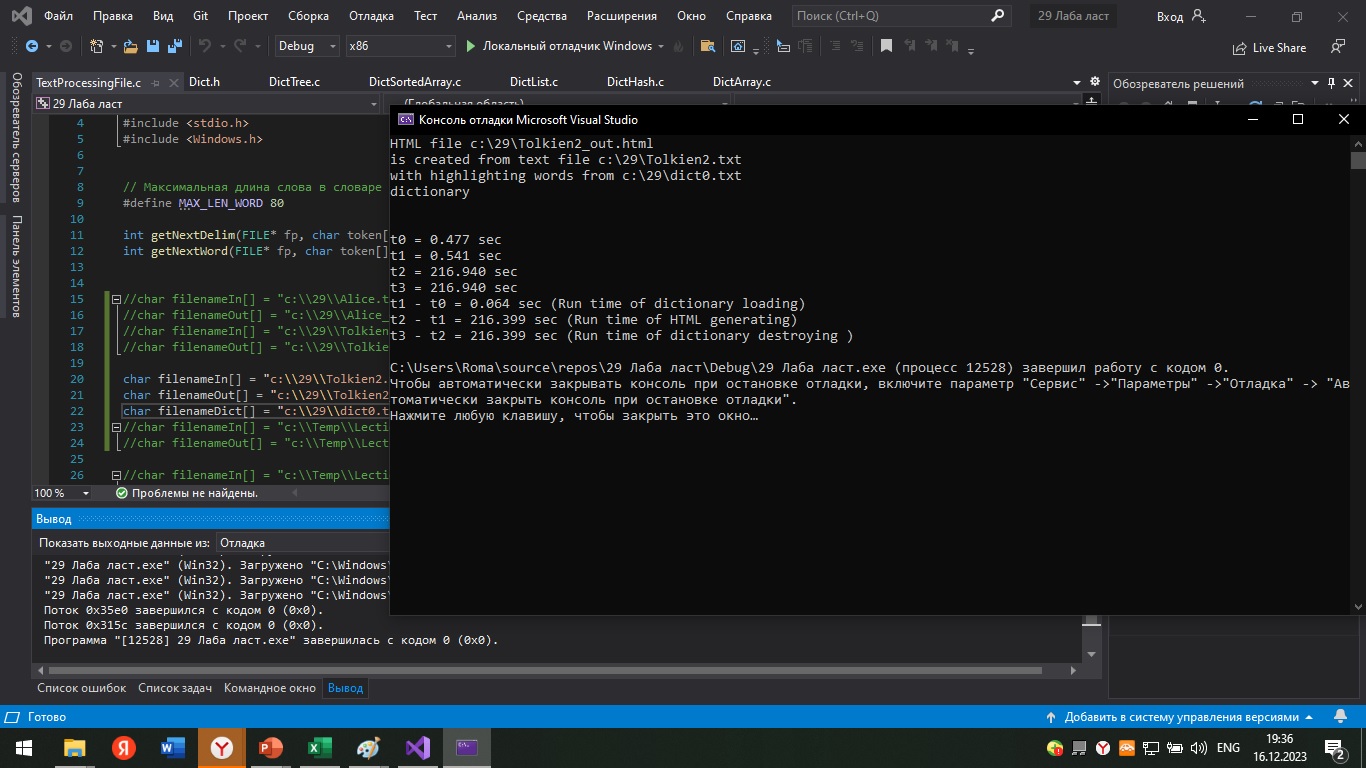 Файл Правка Вид Git Проект Сборка Отладка Тест Анализ Средства Расширения Окно Справка Поиск (Ctrl+Q) 29 Лаба ласт Вход
Debug x86 Локальный отладчик Windows Live Share
Обозреватель серверов
Панель элементов
TextProcessingFile.c Dict.h DictTree.c DictSortedArray.c DictList.c DictHash.c DictArray.c
Обозреватель решений
29 Лаба ласт (Глобальная область)
4 #include <stdio.h>
5 #include <Windows.h>
6
7
8 // Максимальная длина слова в словаре
9 #define MAX_LEN_WORD 80
10
11 int getNextDelim(FILE* fp, char token[
12 int getNextWord(FILE* fp, char token[]
13
14
15 //char filenameIn[] = "c:\\29\\Alice.t
16 //char filenameOut[] = "c:\\29\\Alice_
17 //char filenameIn[] = "c:\\29\\Tolkien
18 //char filenameOut[] = "c:\\29\\Tolkie
19
20 char filenameIn[] = "c:\\29\\Tolkien2.
21 char filenameOut[] = "c:\\29\\Tolkien2
22 char filenameDict[] = "c:\\29\\dict0.t
23 //char filenameIn[] = "c:\\Temp\\Lecti
24 //char filenameOut[] = "c:\\Temp\\Lect
25
26 //char filenameIn[] = "c:\\Temp\\Lecti
100 % Проблемы не найдены.
Консоль отладки Microsoft Visual Studio
HTML file c:\29\Tolkien2_out.html
is created from text file c:\29\Tolkien2.txt
with highlighting words from c:\29\dict0.txt
dictionary
t0 = 0.477 sec
t1 = 0.541 sec
t2 = 216.940 sec
t3 = 216.940 sec
t1 - t0 = 0.064 sec (Run time of dictionary loading)
t2 - t1 = 216.399 sec (Run time of HTML generating)
t3 - t2 = 216.399 sec (Run time of dictionary destroying )
C:\Users\Roma\source\repos\29 Лаба ласт\Debug\29 Лаба ласт.exe (процесс 12528) завершил работу с кодом 0.
Чтобы автоматически закрывать консоль при остановке отладки, включите параметр "Сервис" ->"Параметры" ->"Отладка" -> "Ав
томатически закрыть консоль при остановке отладки".
Нажмите любую клавишу, чтобы закрыть это окно…
Вывод
Показать выходные данные из: Отладка
"29 Лаба ласт.exe" (Win32). Загружено "C:\Windows\
"29 Лаба ласт.exe" (Win32). Загружено "C:\Windows\
"29 Лаба ласт.exe" (Win32). Загружено "C:\Windows\
Поток 0x35e0 завершился с кодом 0 (0x0).
Поток 0x315c завершился с кодом 0 (0x0).
Программа "[12528] 29 Лаба ласт.exe" завершилась с кодом 0 (0x0).
Список ошибок Список задач Командное окно Вывод
Готово Добавить в систему управления версиями
ENG 19:36
16.12.2023
2